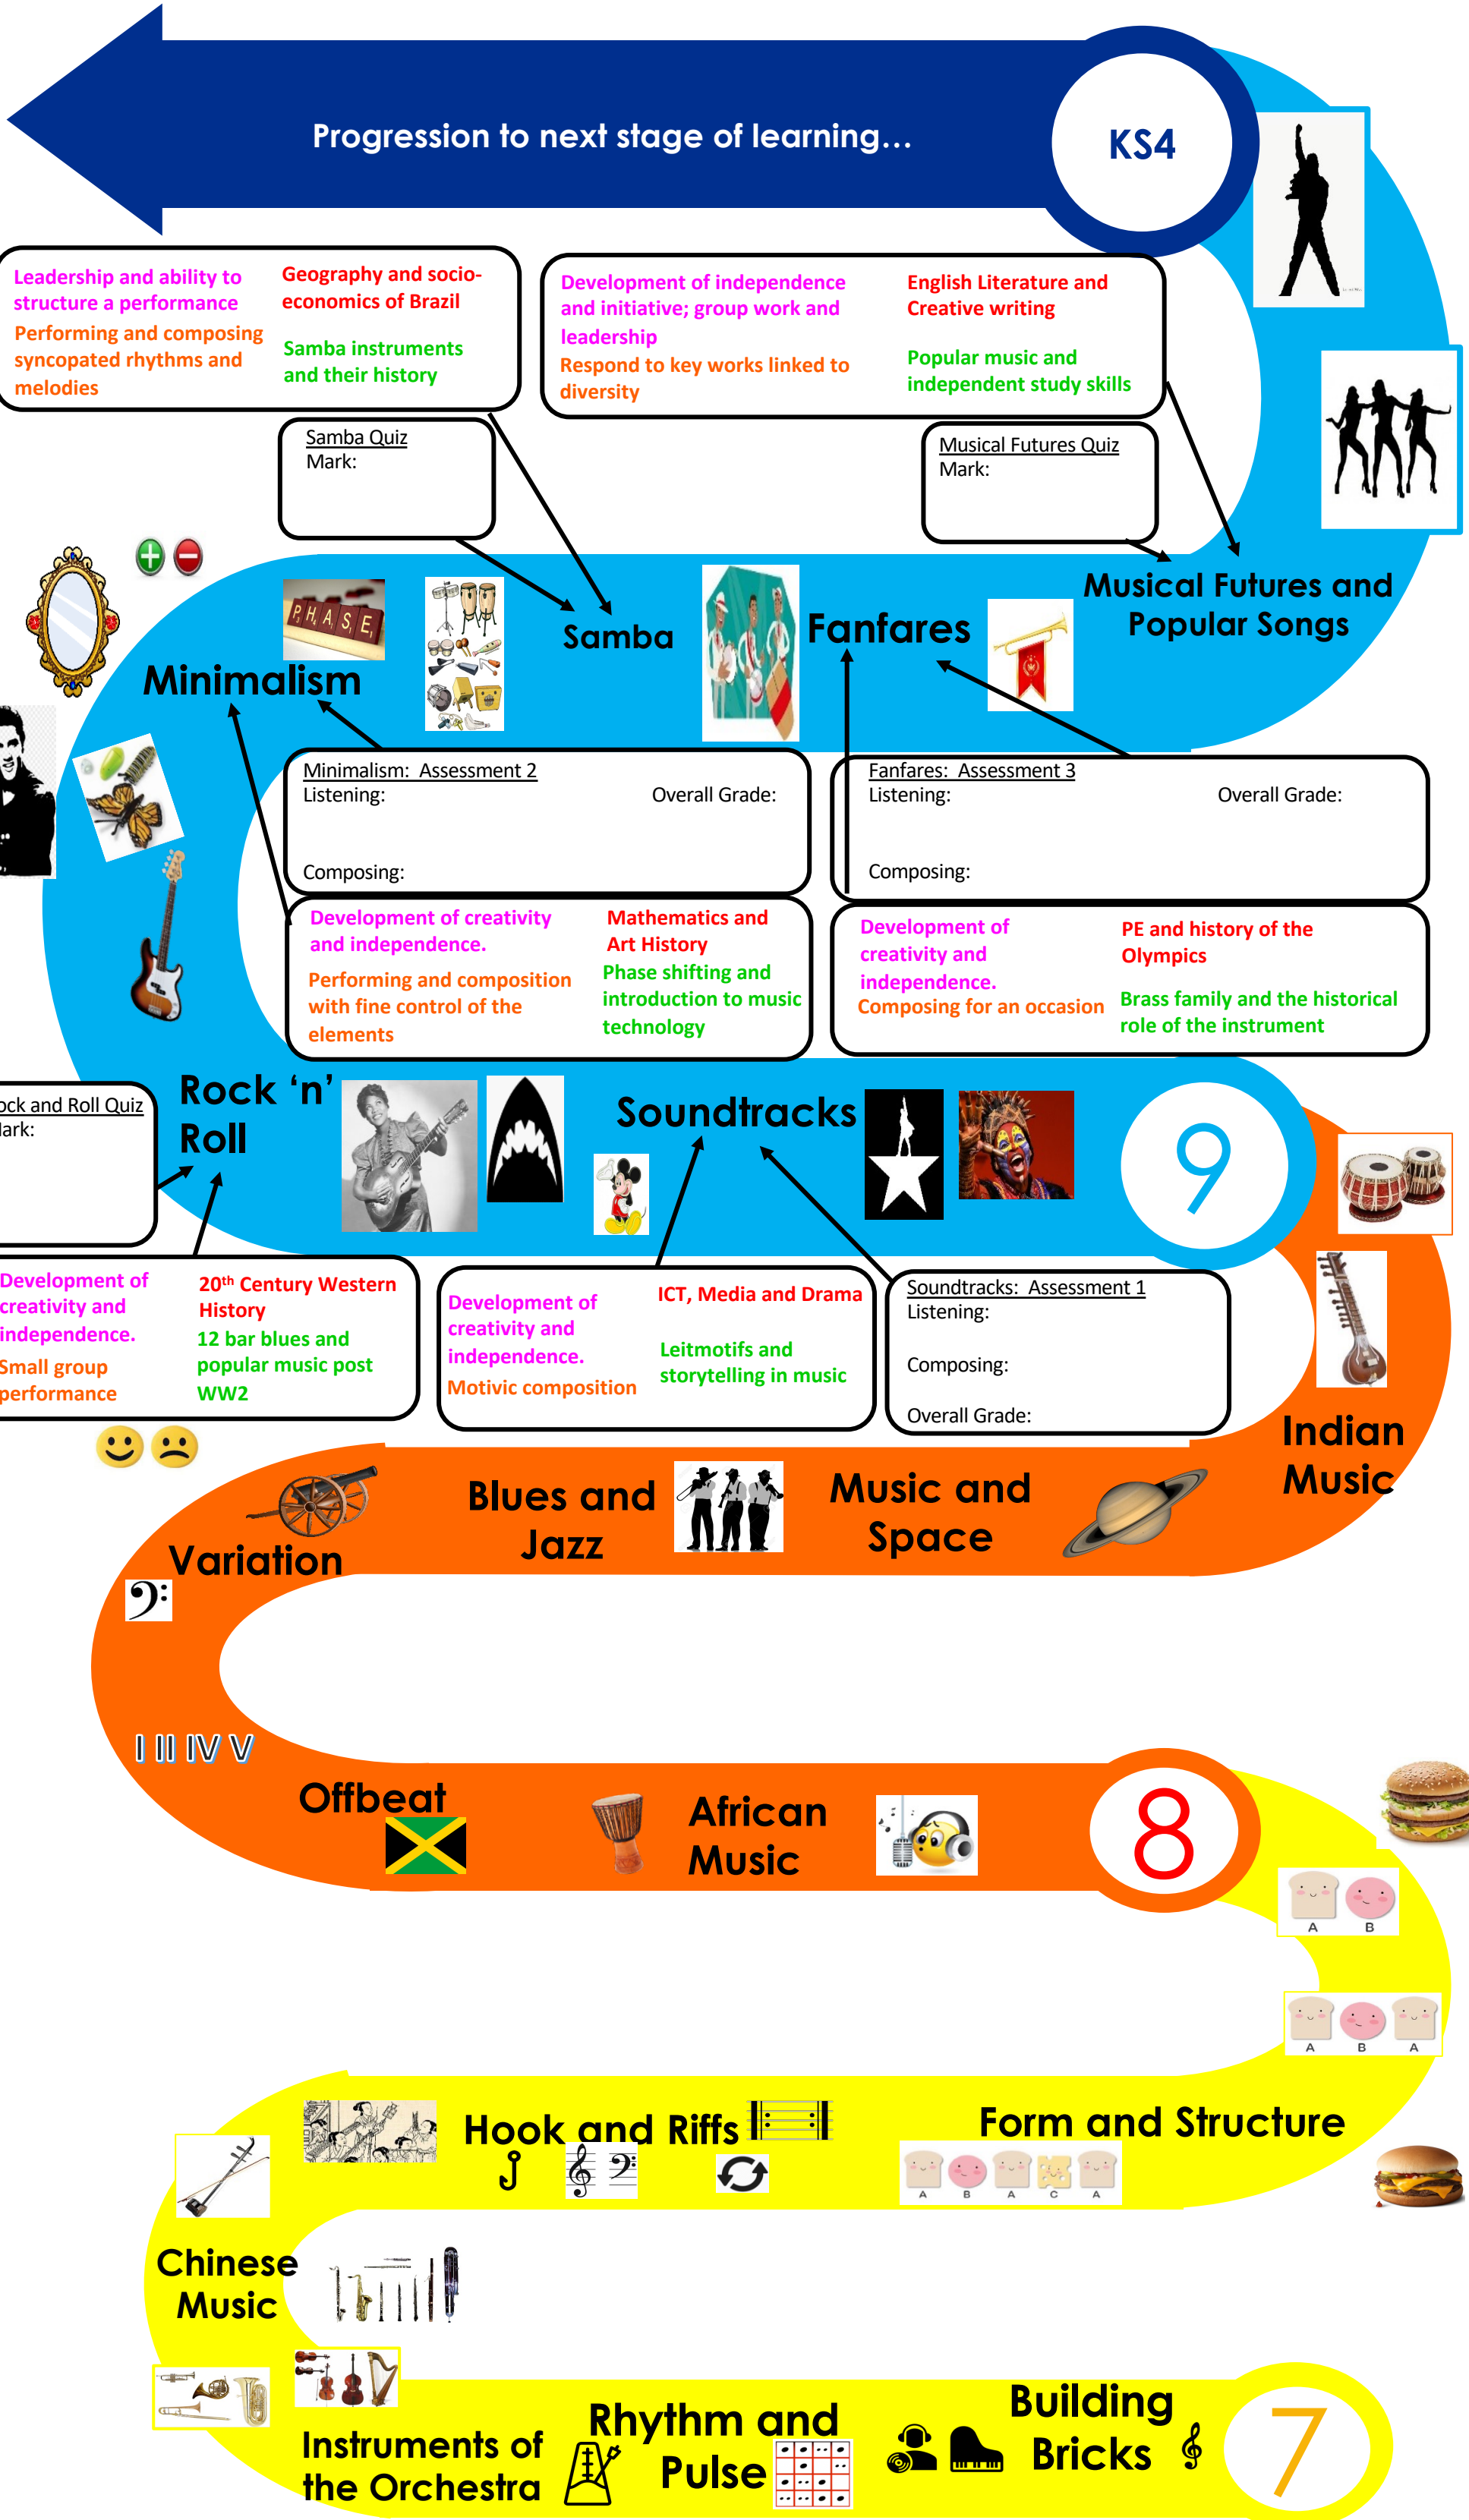 Progression to next stage of learning…
KS4
Leadership and ability to
structure a performance
Performing and composing
syncopated rhythms and
melodies
Geography and socio-
economics of Brazil
Samba instruments
and their history
Development of independence
and initiative; group work and
leadership
Respond to key works linked to
diversity
English Literature and
Creative writing
Popular music and
independent study skills
Samba Quiz
Mark:
Musical Futures Quiz
Mark:
Musical Futures and
Popular Songs
Fanfares
Samba
PHASE
Minimalism
Minimalism: Assessment 2
Listening:
Overall Grade:
Composing:
Fanfares: Assessment 3
Listening:
Overall Grade:
Composing:
Development of creativity
and independence.
Performing and composition
with fine control of the
elements
Mathematics and
Art History
Phase shifting and
introduction to music
technology
Development of
creativity and
independence.
Composing for an occasion
PE and history of the
Olympics
Brass family and the historical
role of the instrument
ock and Roll Quiz
ark:
Rock ‘n’
Roll
Soundtracks
9
Development of
creativity and
independence.
Small group
performance
20th Century Western
History
12 bar blues and
popular music post
WW2
Development of
creativity and
independence.
Motivic composition
ICT, Media and Drama
Leitmotifs and
storytelling in music
Soundtracks: Assessment 1
Listening:
Composing:
Overall Grade:
Indian
Music
Music and
Space
Blues and
Jazz
Variation
I II IV V
Offbeat
African
Music
8
A B
A B A
Hook and Riffs
Form and Structure
A B A C A
Chinese
Music
Instruments of
the Orchestra
Rhythm and
Pulse
Building
Bricks
7